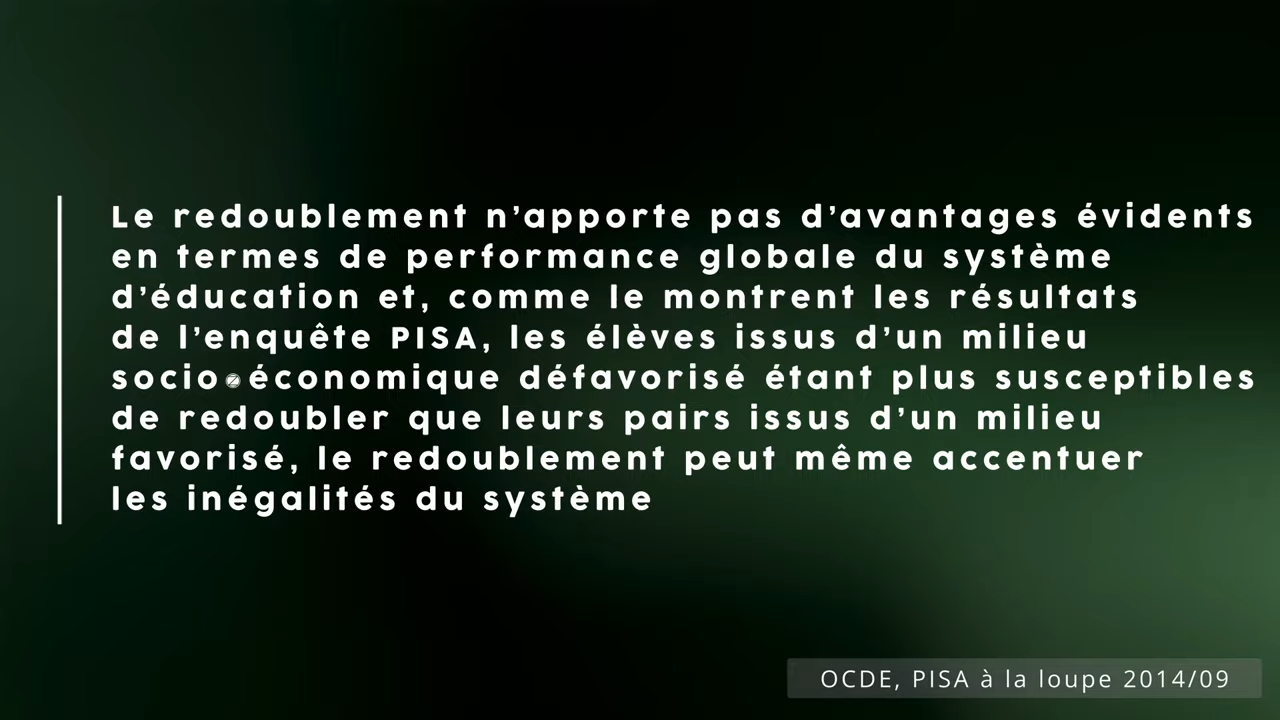 Le redoublement n’apporte pas d’avantages évidents
en termes de performance globale du système
d’éducation et, comme le montrent les résultats
de l’enquête PISA, les élèves issus d’un milieu
socio-économique défavorisé étant plus susceptibles
de redoubler que leurs pairs issus d’un milieu
favorisé, le redoublement peut même accentuer
les inégalités du système
OCDE, PISA à la loupe 2014/09